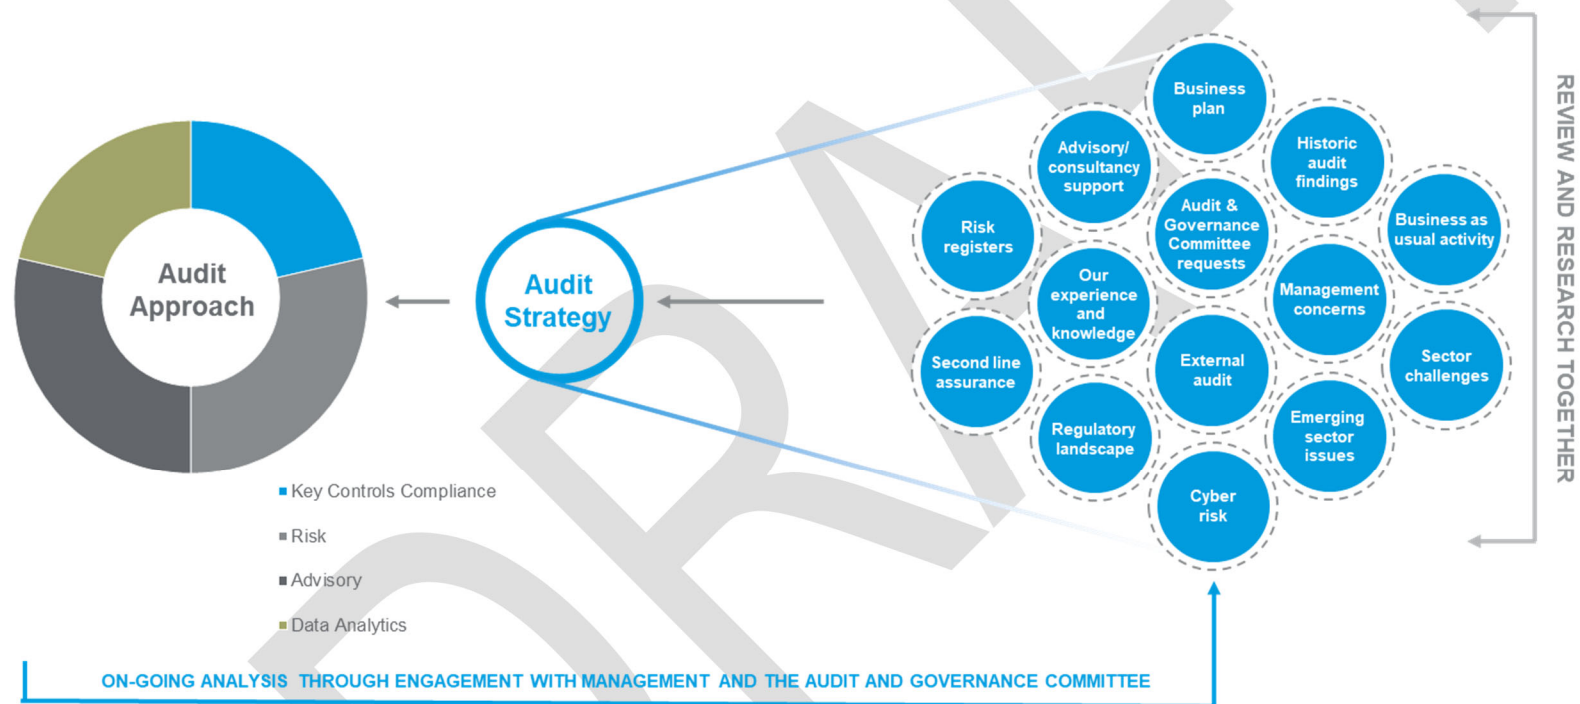 Audit
Approach
Key Controls Compliance
Risk
Advisory
Data Analytics
Audit
Strategy
Business
plan
Advisory/
consultancy
support
Historic
audit
findings
Risk
registers
Audit &
Governance
Committee
requests
Business as
usual activity
Our
experience
and
knowledge
Management
concerns
Second line
assurance
External
audit
Sector
challenges
Regulatory
landscape
Emerging
sector
issues
Cyber
risk
REVIEW AND RESEARCH TOGETHER
ON-GOING ANALYSIS THROUGH ENGAGEMENT WITH MANAGEMENT AND THE AUDIT AND GOVERNANCE COMMITTEE